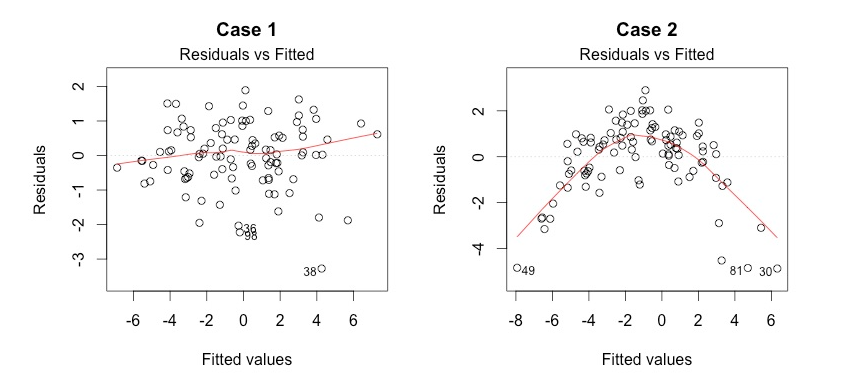 Case 1
Residuals vs Fitted
Residuals
2
1
0
-1
-2
-3
36
98
38
-6 -4 -2 0 2 4 6
Fitted values
Case 2
Residuals vs Fitted
Residuals
2
0
-2
-4
49
81
30
-8 -6 -4 -2 0 2 4 6
Fitted values